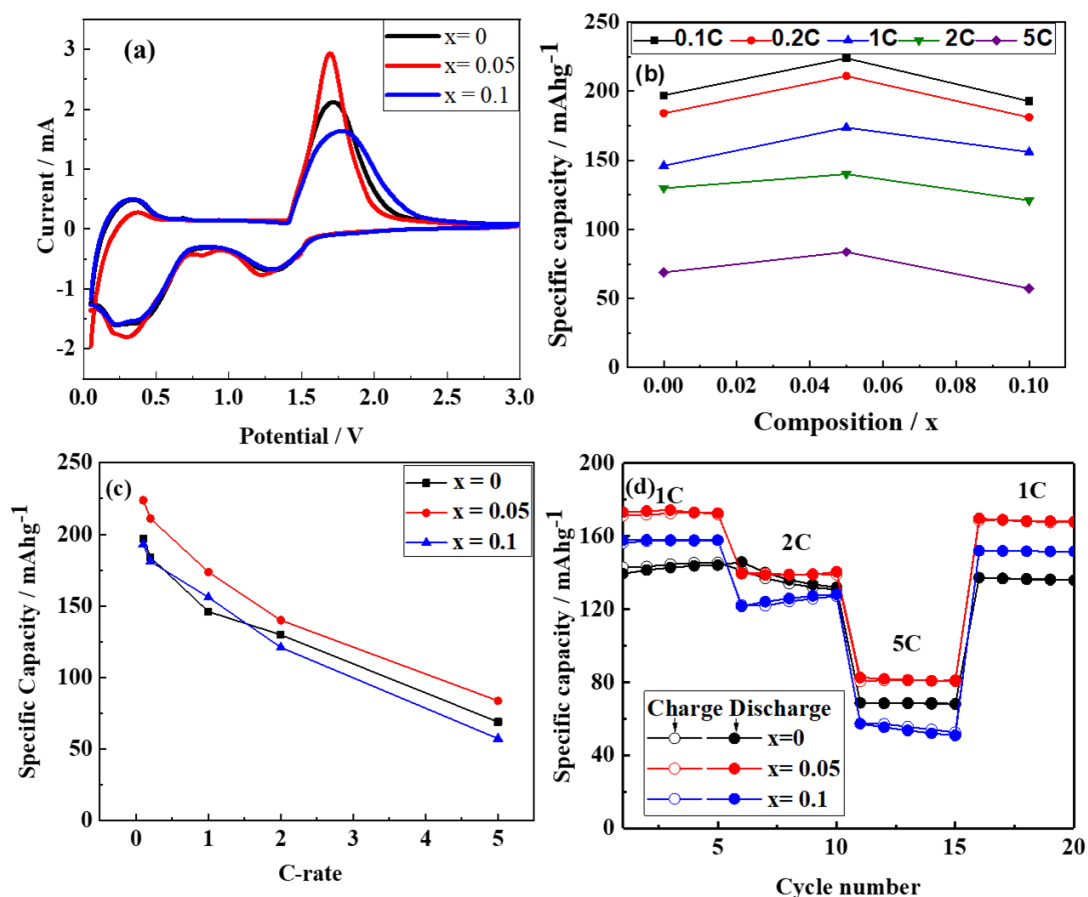 (a)
x= 0
x= 0.05
x = 0.1
Current / mA
3
2
1
0
-1
-2
0.0 0.5 1.0 1.5 2.0 2.5 3.0
Potential / V
(b)
0.1C 0.2C 1C 2C 5C
Specific capacity / mAhg-1
250
200
150
100
50
0
0.00 0.02 0.04 0.06 0.08 0.10
Composition / x
(c)
x = 0
x = 0.05
x = 0.1
Specific Capacity / mAhg-1
250
225
200
175
150
125
100
75
50
25
0
0 1 2 3 4 5
C-rate
(d)
1C
2C
5C
1C
Charge Discharge
x=0
x= 0.05
x= 0.1
Specific capacity / mAhg-1
200
160
120
80
40
0
5 10 15 20
Cycle number